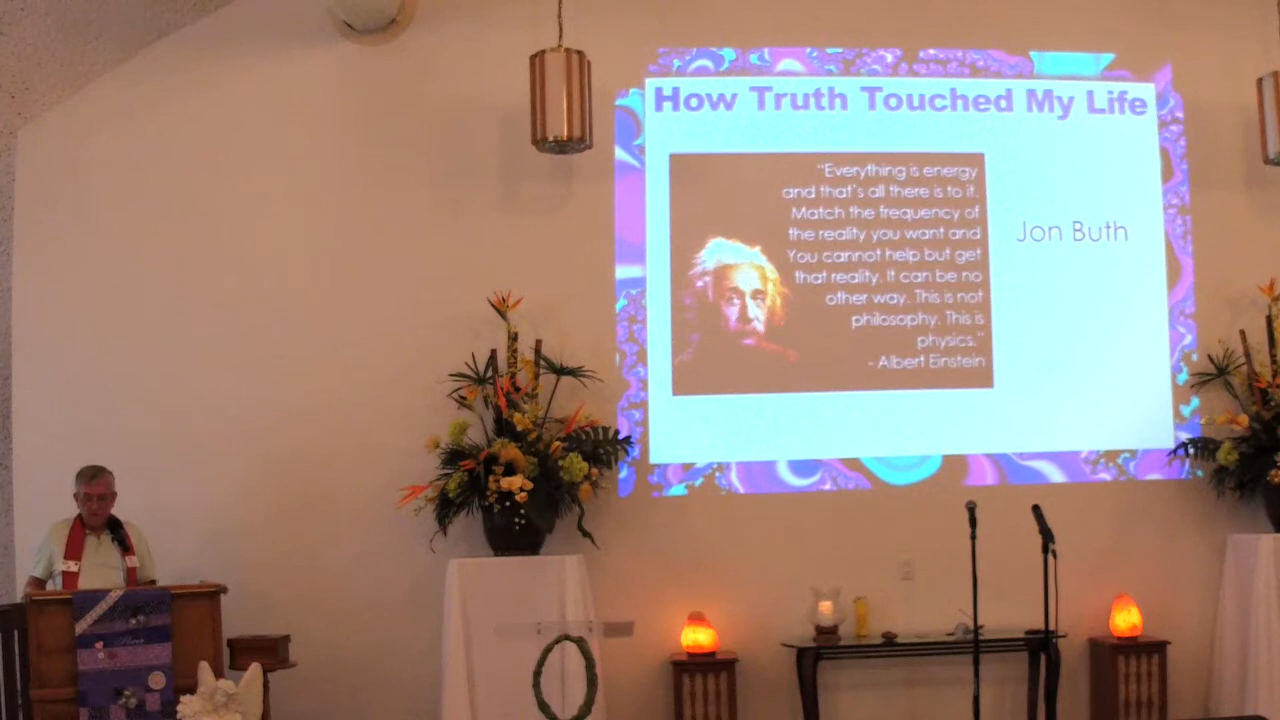 How Truth Touched My Life
"Everything is energy
and that's all there is to it.
Match the frequency of
the reality you want and
You cannot help but get
that reality. It can be no
other way. This is not
philosophy. This is
physics."
- Albert Einstein
Jon Buth